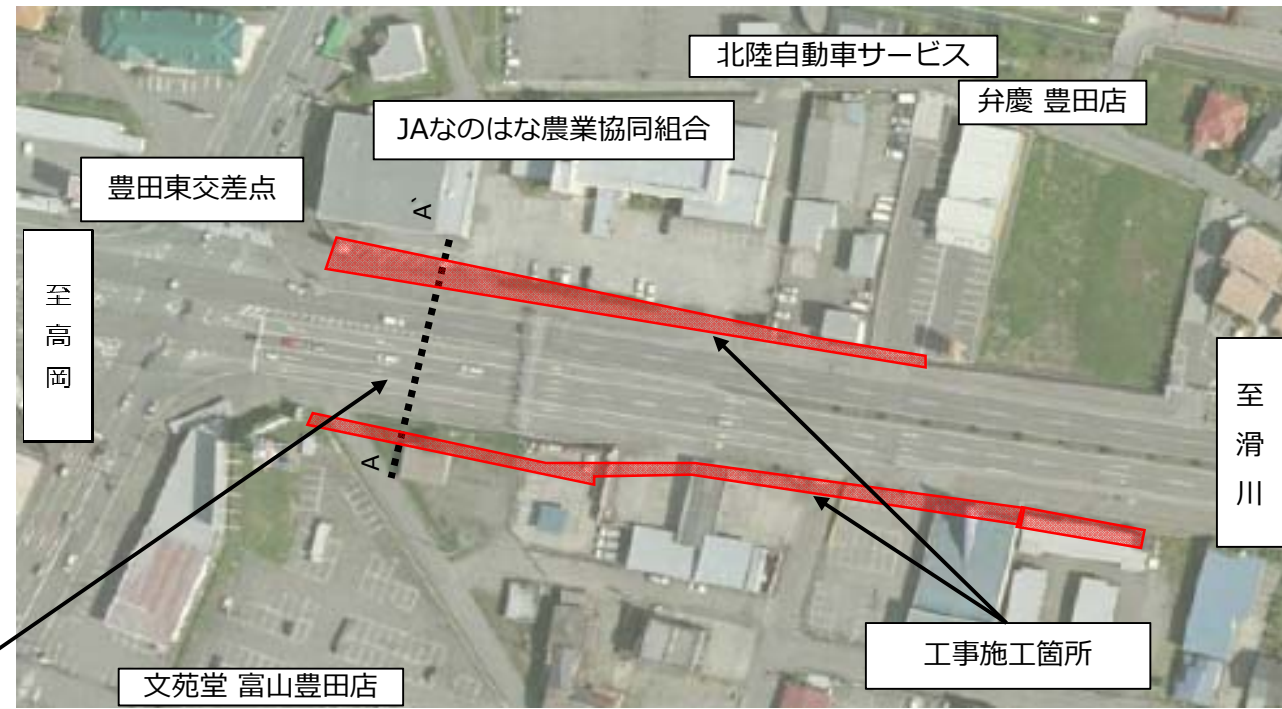 北陸自動車サービス
弁慶 豊田店
JAなのはな農業協同組合
豊田東交差点
A`
至高岡
至滑川
A
工事施工箇所
文苑堂 富山豊田店